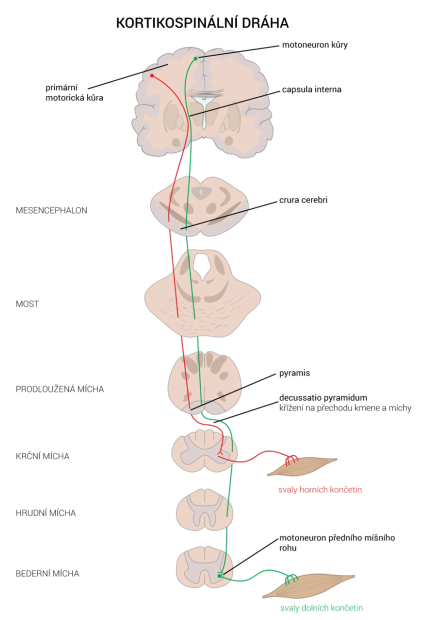 KORTIKOSPINÁLNÍ DRÁHA
motoneuron kůry
primární
motorická kůra
capsula interna
crura cerebri
MESENCEPHALON
MOST
pyramis
PRODLOUŽENÁ MÍCHA
decussatio pyramidum
křížení na přechodu kmene a míchy
KRČNÍ MÍCHA
svaly horních končetin
HRUDNÍ MÍCHA
motoneuron předního míšního
rohu
BEDERNÍ MÍCHA
svaly dolních končetin